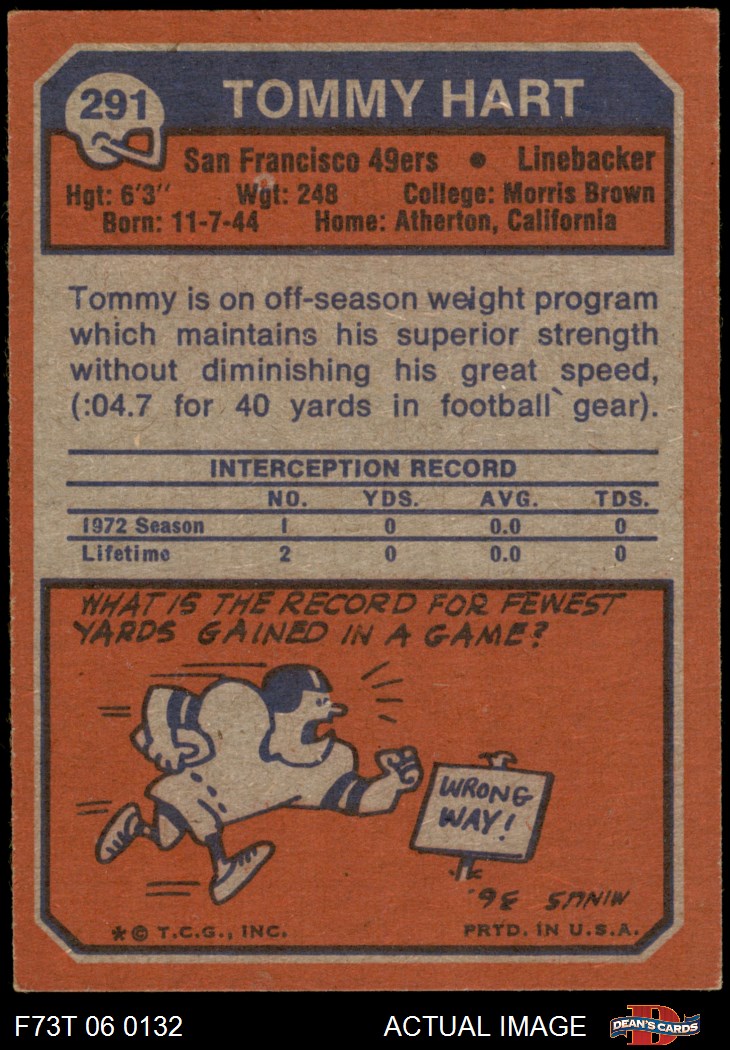 291
TOMMY HART
San Francisco 49ers • Linebacker
Hgt: 6'3" Wgt: 248 College: Morris Brown
Born: 11-7-44 Home: Atherton, California
Tommy is on off-season weight program
which maintains his superior strength
without diminishing his great speed,
(:04.7 for 40 yards in football gear).
INTERCEPTION RECORD
NO. YDS. AVG. TDS.
1972 Season 1 0 0.0 0
Lifetime 2 0 0.0 0
WHAT IS THE RECORD FOR FEWEST
YARDS GAINED IN A GAME?
WRONG
WAY!
MINUS 36.
*© T.C.G., INC. PRTD. IN U.S.A.
F73T 06 0132 ACTUAL IMAGE DEAN'S CARDS